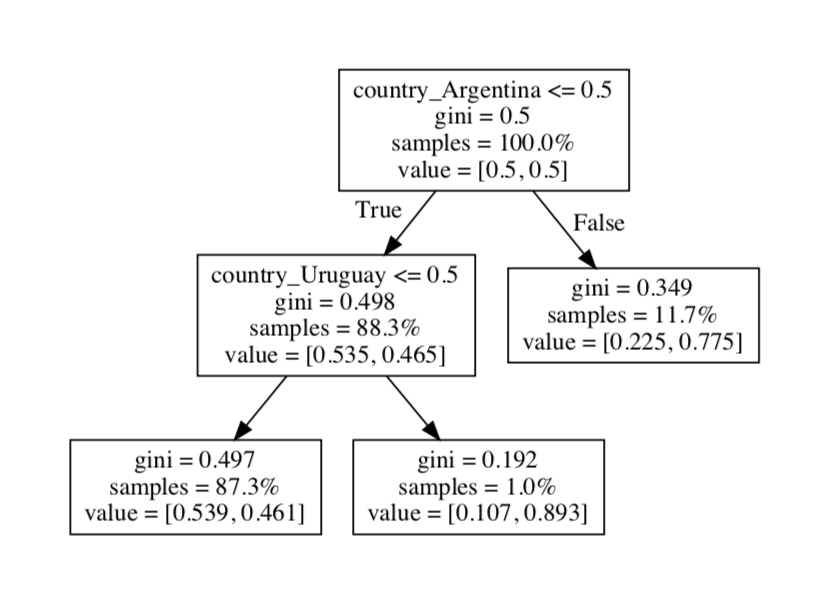 country_Argentina <= 0.5
gini = 0.5
samples = 100.0%
value = [0.5, 0.5]
True
False
country_Uruguay <= 0.5
gini = 0.498
samples = 88.3%
value = [0.535, 0.465]
gini = 0.349
samples = 11.7%
value = [0.225, 0.775]
gini = 0.497
samples = 87.3%
value = [0.539, 0.461]
gini = 0.192
samples = 1.0%
value = [0.107, 0.893]